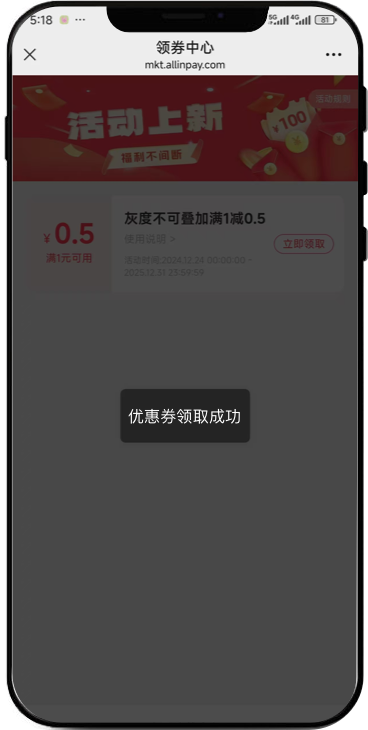 5:18
5G 4G 81
领券中心
mkt.allinpay.com
活动规则
活动上新
¥100
福利不间断
灰度不可叠加满1减0.5
¥ 0.5
使用说明 >
立即领取
满1元可用
活动时间:2024.12.24 00:00:00 -
2025.12.31 23:59:59
优惠券领取成功